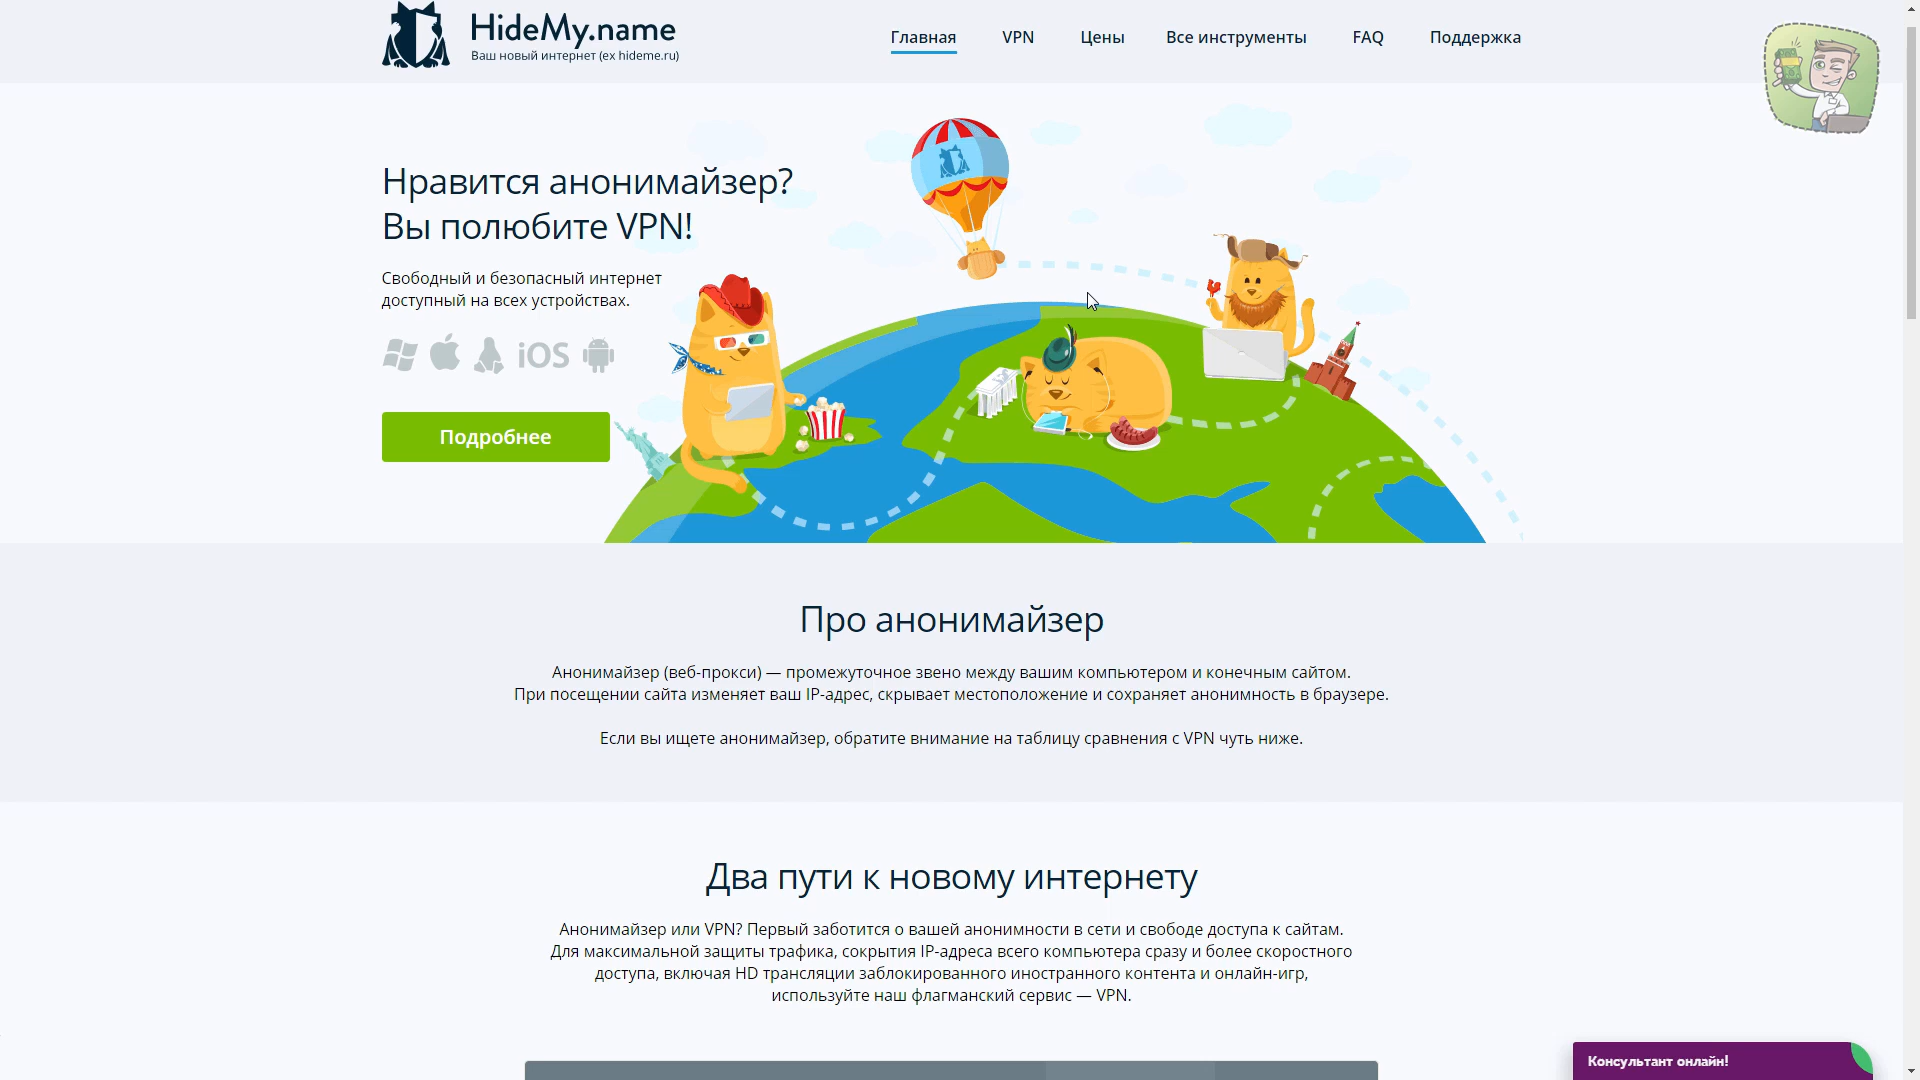 HideMy.name
Ваш новый интернет (ex hideme.ru)
Главная
VPN
Цены
Все инструменты
FAQ
Поддержка
Нравится анонимайзер?
Вы полюбите VPN!
Свободный и безопасный интернет
доступный на всех устройствах.
iOS
Подробнее
Про анонимайзер
Анонимайзер (веб-прокси) — промежуточное звено между вашим компьютером и конечным сайтом.
При посещении сайта изменяет ваш IP-адрес, скрывает местоположение и сохраняет анонимность в браузере.
Если вы ищете анонимайзер, обратите внимание на таблицу сравнения с VPN чуть ниже.
Два пути к новому интернету
Анонимайзер или VPN? Первый заботится о вашей анонимности в сети и свободе доступа к сайтам.
Для максимальной защиты трафика, сокрытия IP-адреса всего компьютера сразу и более скоростного
доступа, включая HD трансляции заблокированного иностранного контента и онлайн-игр,
используйте наш флагманский сервис — VPN.
Консультант онлайн!